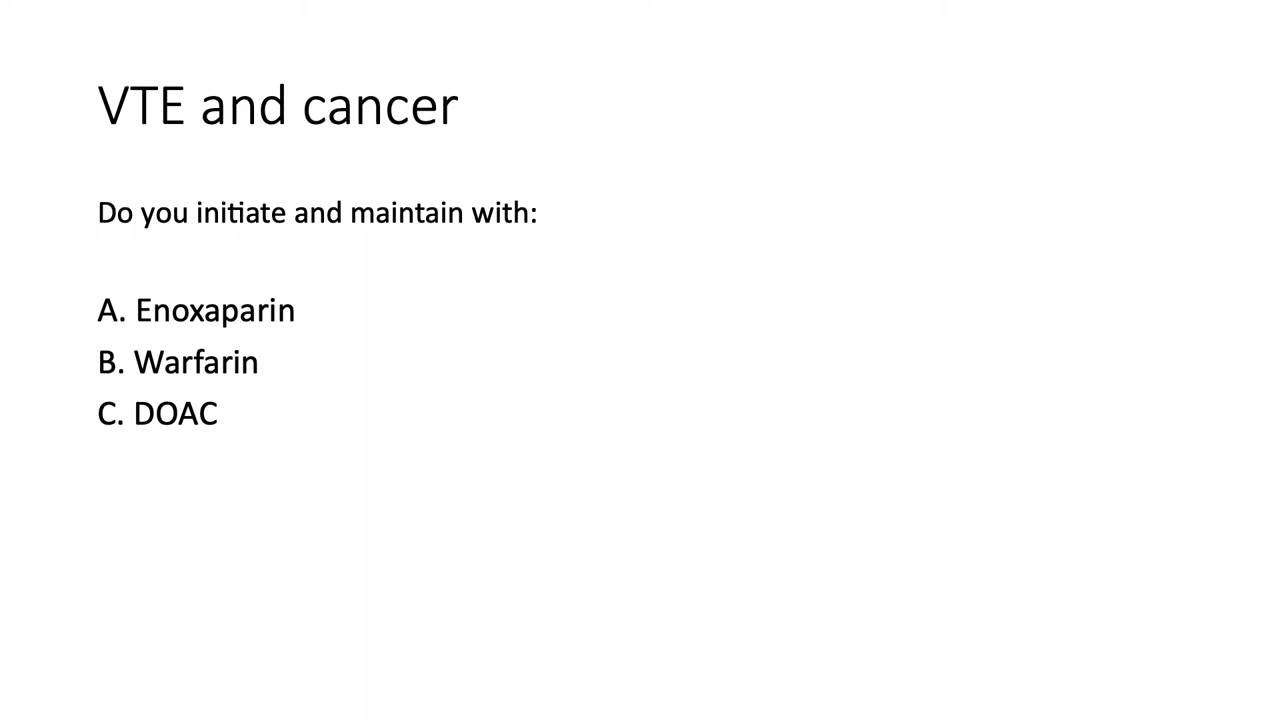 VTE and cancer
Do you initiate and maintain with:
A. Enoxaparin
B. Warfarin
C. DOAC